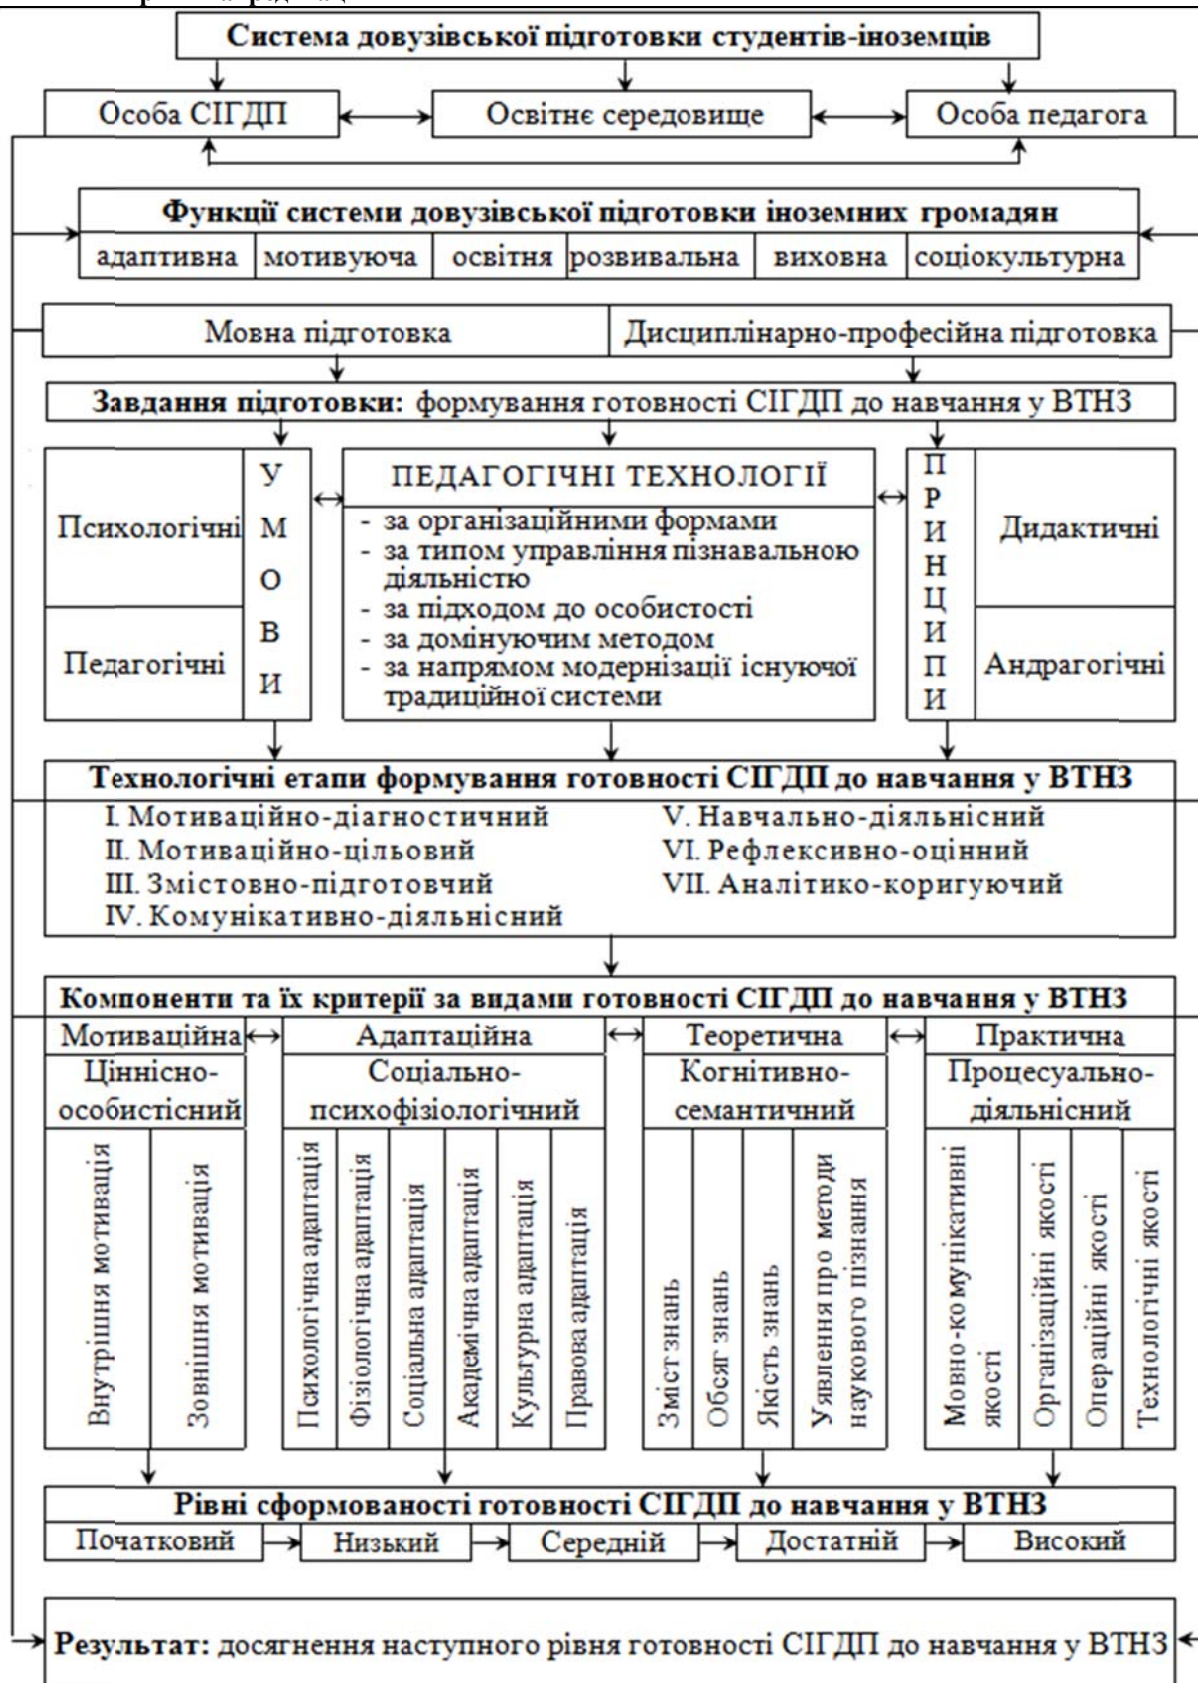 Система довузівської підготовки студентів-іноземців
Особа СІГДП
Освітнє середовище
Особа педагога
Функції системи довузівської підготовки іноземних громадян
адаптивна
мотивуюча
освітня
розвивальна
виховна
соціокультурна
Мовна підготовка
Дисциплінарно-професійна підготовка
Завдання підготовки: формування готовності СІГДП до навчання у ВТНЗ
Психологічні
Педагогічні
УМОВИ
ПЕДАГОГІЧНІ ТЕХНОЛОГІЇ
- за організаційними формами
- за типом управління пізнавальною
діяльністю
- за підходом до особистості
- за домінуючим методом
- за напрямом модернізації існуючої
традиційної системи
ПРИНЦИПИ
Дидактичні
Андрагогічні
Технологічні етапи формування готовності СІГДП до навчання у ВТНЗ
І. Мотиваційно-діагностичний
ІІ. Мотиваційно-цільовий
ІІІ. Змістовно-підготовчий
IV. Комунікативно-діяльнісний
V. Навчально-діяльнісний
VI. Рефлексивно-оцінний
VII. Аналітико-коригуючий
Компоненти та їх критерії за видами готовності СІГДП до навчання у ВТНЗ
Мотиваційна
Адаптаційна
Теоретична
Практична
Ціннісно-
особистісний
Соціально-
психофізіологічний
Когнітивно-
семантичний
Процесуально-
діяльнісний
Внутрішня мотивація
Зовнішня мотивація
Психологічна адаптація
Фізіологічна адаптація
Соціальна адаптація
Академічна адаптація
Культурна адаптація
Правова адаптація
Зміст знань
Обсяг знань
Якість знань
Уявлення про методи
наукового пізнання
Мовно-комунікативні
якості
Організаційні якості
Операційні якості
Технологічні якості
Рівні сформованості готовності СІГДП до навчання у ВТНЗ
Початковий
Низький
Середній
Достатній
Високий
Результат: досягнення наступного рівня готовності СІГДП до навчання у ВТНЗ